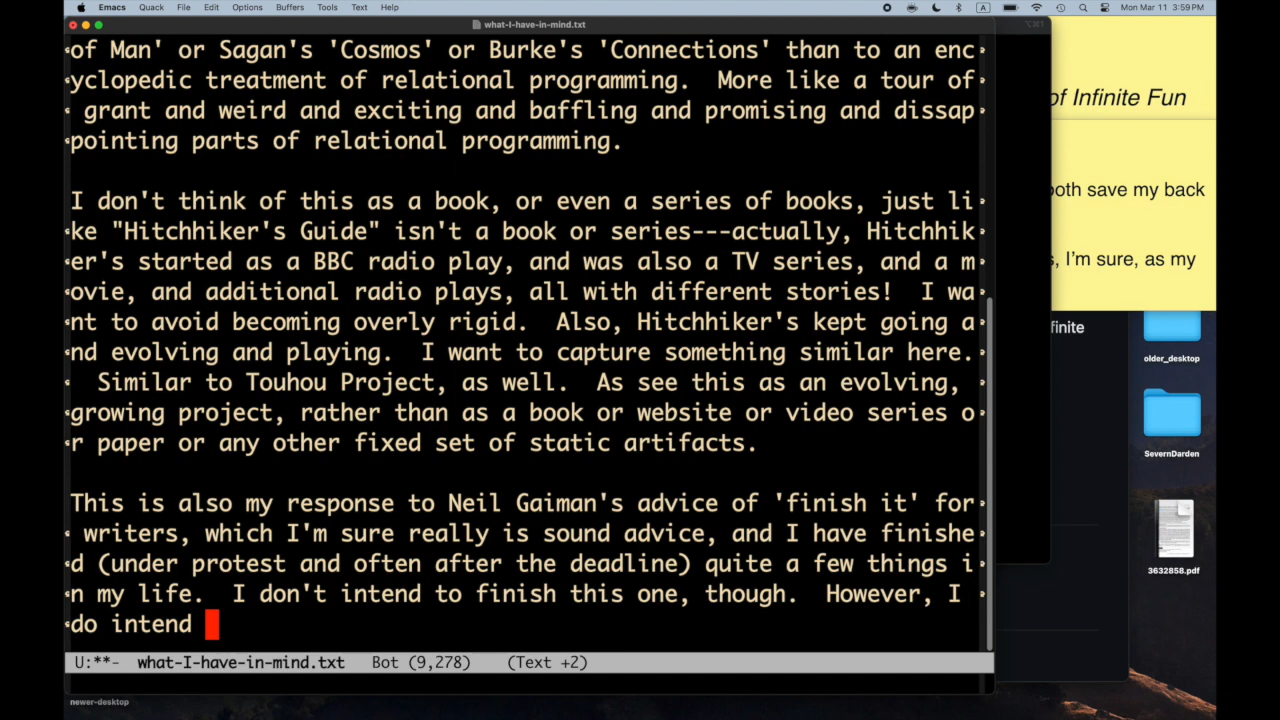 Emacs Quack File Edit Options Buffers Tools Text Help Mon Mar 11 3:59 PM
what-I-have-in-mind.txt
of Man' or Sagan's 'Cosmos' or Burke's 'Connections' than to an enc
yclopedic treatment of relational programming.  More like a tour of
grant and weird and exciting and baffling and promising and dissap
pointing parts of relational programming.
I don't think of this as a book, or even a series of books, just li
ke "Hitchhiker's Guide" isn't a book or series---actually, Hitchhik
er's started as a BBC radio play, and was also a TV series, and a m
ovie, and additional radio plays, all with different stories!  I wa
nt to avoid becoming overly rigid.  Also, Hitchhiker's kept going a
nd evolving and playing.  I want to capture something similar here.
Similar to Touhou Project, as well.  As see this as an evolving,
growing project, rather than as a book or website or video series o
r paper or any other fixed set of static artifacts.
This is also my response to Neil Gaiman's advice of 'finish it' for
writers, which I'm sure really is sound advice, and I have finishe
d (under protest and often after the deadline) quite a few things i
n my life.  I don't intend to finish this one, though.  However, I
do intend
U:**-  what-I-have-in-mind.txt   Bot (9,278)   (Text +2)
of Infinite Fun
both save my back
s, I'm sure, as my
finite
older_desktop
SevernDarden
3632858.pdf
newer-desktop